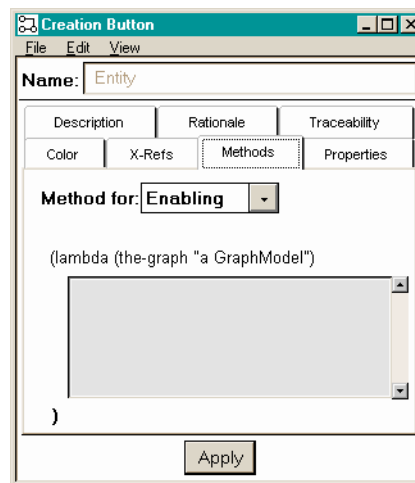 Creation Button
File Edit View
Name: Entity
Description Rationale Traceability
Color X-Refs Methods Properties
Method for: Enabling
(lambda (the-graph "a GraphModel")
)
Apply